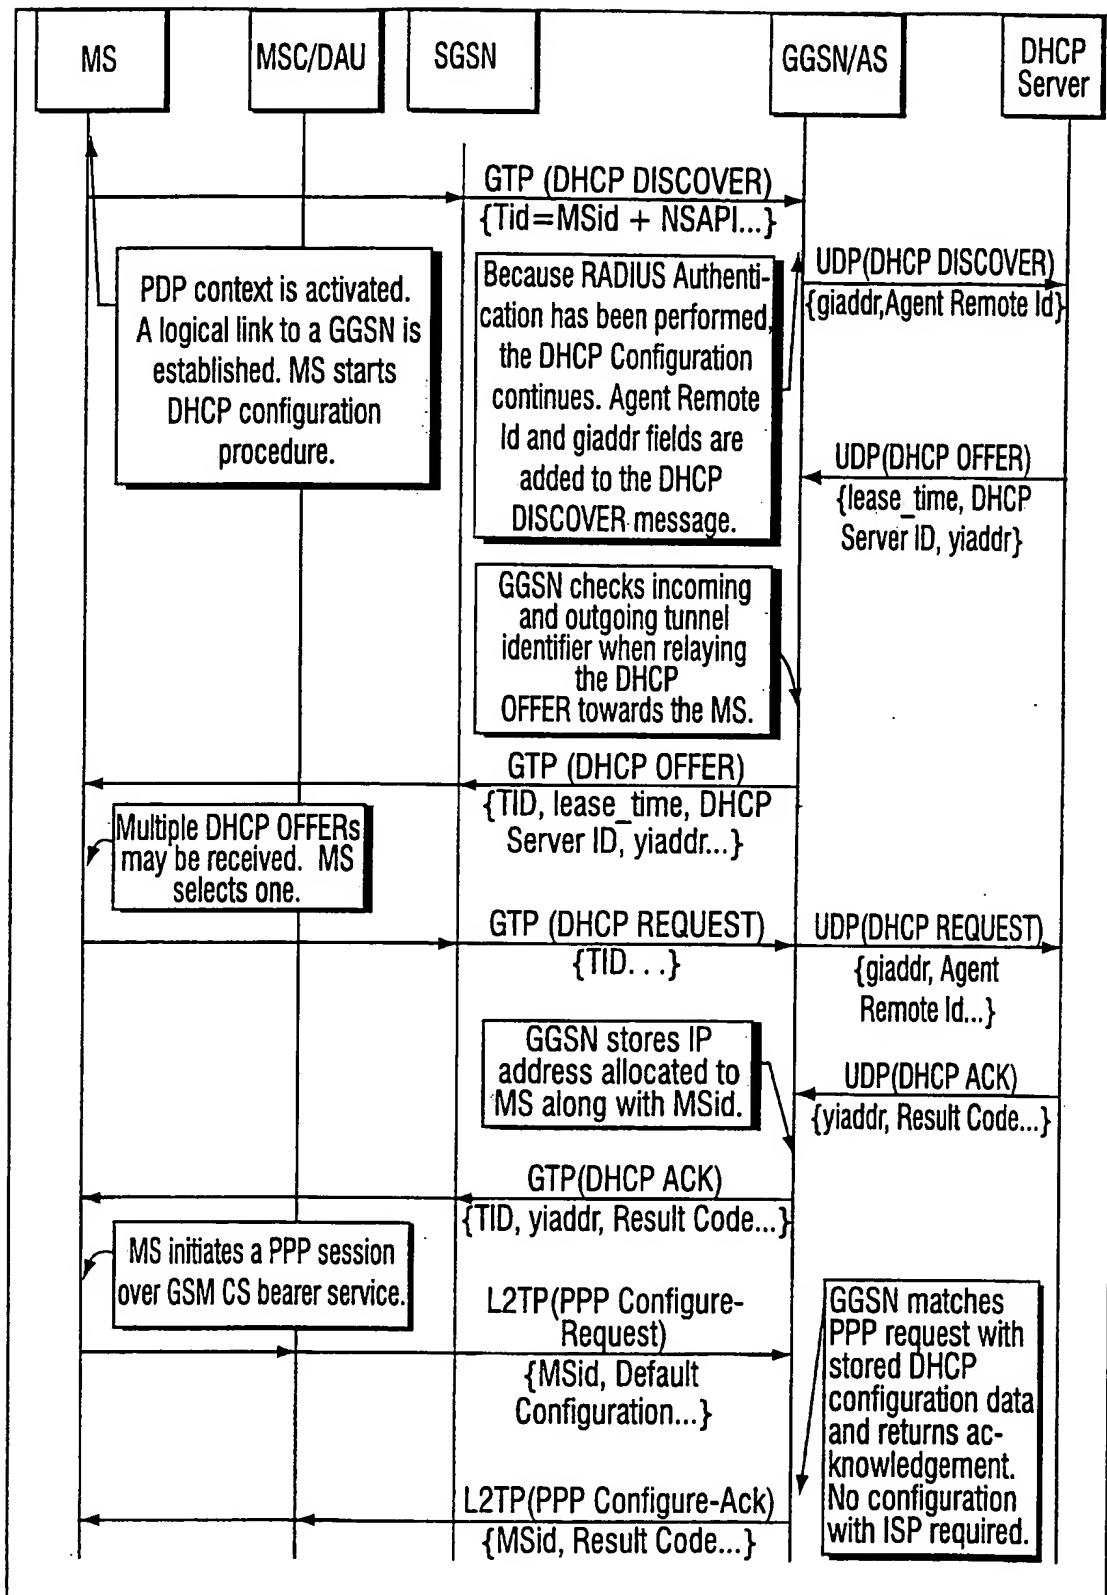 MS
MSC/DAU
SGSN
GGSN/AS
DHCP
Server
GTP (DHCP DISCOVER)
{Tid=MSid + NSAPI...}
PDP context is activated.
A logical link to a GGSN is
established. MS starts
DHCP configuration
procedure.
Because RADIUS Authenti-
cation has been performed,
the DHCP Configuration
continues. Agent Remote
Id and giaddr fields are
added to the DHCP
DISCOVER message.
UDP(DHCP DISCOVER)
{giaddr,Agent Remote Id}
UDP(DHCP OFFER)
{lease_time, DHCP
Server ID, yiaddr}
GGSN checks incoming
and outgoing tunnel
identifier when relaying
the DHCP
OFFER towards the MS.
GTP (DHCP OFFER)
{TID, lease_time, DHCP
Server ID, yiaddr...}
Multiple DHCP OFFERs
may be received. MS
selects one.
GTP (DHCP REQUEST)
{TID...}
UDP(DHCP REQUEST)
{giaddr, Agent
Remote Id...}
GGSN stores IP
address allocated to
MS along with MSid.
UDP(DHCP ACK)
{yiaddr, Result Code...}
GTP(DHCP ACK)
{TID, yiaddr, Result Code...}
MS initiates a PPP session
over GSM CS bearer service.
L2TP(PPP Configure-
Request)
{MSid, Default
Configuration...}
GGSN matches
PPP request with
stored DHCP
configuration data
and returns ac-
knowledgement.
No configuration
with ISP required.
L2TP(PPP Configure-Ack)
{MSid, Result Code...}